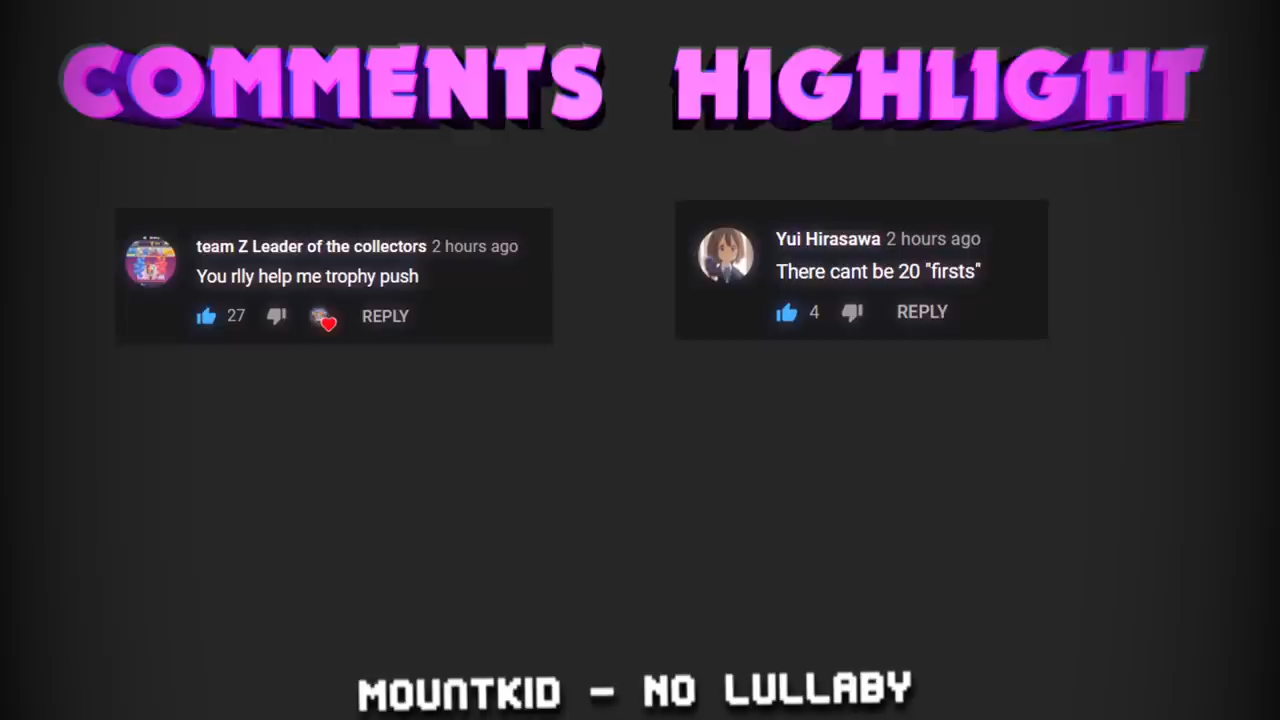 COMMENTS HIGHLIGHT
team Z Leader of the collectors 2 hours ago
You rlly help me trophy push
27 REPLY
Yui Hirasawa 2 hours ago
There cant be 20 "firsts"
4 REPLY
MOUNTKID - NO LULLABY